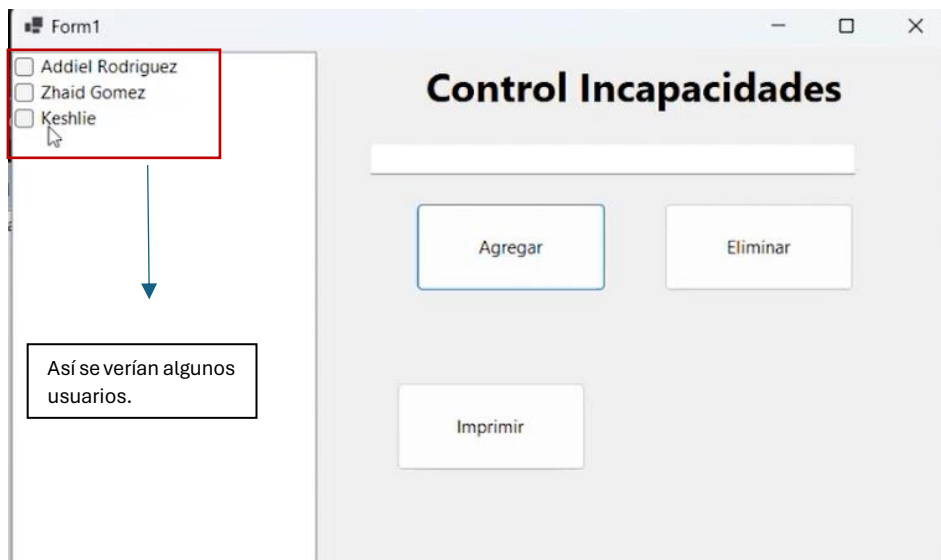 Form1
Addiel Rodriguez
Zhaid Gomez
Keshlie
Control Incapacidades
Agregar
Eliminar
Así se verían algunos
usuarios.
Imprimir